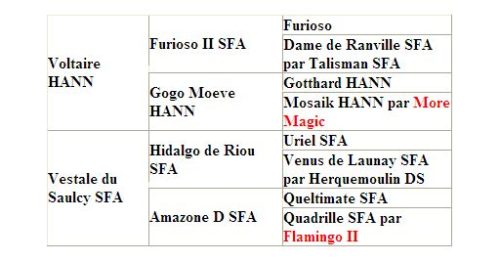 Voltaire
HANN
Furioso II SFA
Furioso
Dame de Ranville SFA
par Talisman SFA
Gogo Moeve
HANN
Gotthard HANN
Mosaik HANN par More
Magic
Vestale du
Saulcy SFA
Hidalgo de Riou
SFA
Uriel SFA
Venus de Launay SFA
par Herquemoulin DS
Amazone D SFA
Queltimate SFA
Quadrille SFA par
Flamingo II